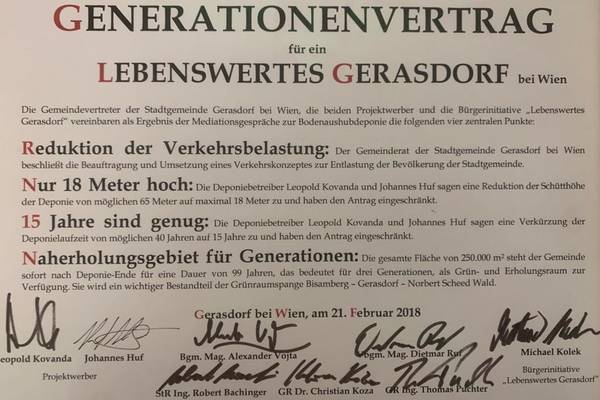 GENERATIONENVERTRAG
für ein
LEBENSWERTES GERASDORF bei Wien
Die Gemeindevertreter der Stadtgemeinde Gerasdorf bei Wien, die beiden Projektwerber und die Bürgerinitiative „Lebenswertes
Gerasdorf“ vereinbaren als Ergebnis der Mediationsgespräche zur Bodenaushubdeponie die folgenden vier zentralen Punkte:
Reduktion der Verkehrsbelastung: Der Gemeinderat der Stadtgemeinde Gerasdorf bei Wien
beschließt die Beauftragung und Umsetzung eines Verkehrskonzeptes zur Entlastung der Bevölkerung der Stadtgemeinde.
Nur 18 Meter hoch: Die Deponiebetreiber Leopold Kovanda und Johannes Huf sagen eine Reduktion der Schütthöhe
der Deponie von möglichen 65 Meter auf maximal 18 Meter zu und haben den Antrag eingeschränkt.
15 Jahre sind genug: Die Deponiebetreiber Leopold Kovanda und Johannes Huf sagen eine Verkürzung der
Deponielaufzeit von möglichen 40 Jahren auf 15 Jahre zu und haben den Antrag eingeschränkt.
Naherholungsgebiet für Generationen: Die gesamte Fläche von 250.000 m² steht der Gemeinde
sofort nach Deponie-Ende für eine Dauer von 99 Jahren, das bedeutet für drei Generationen, als Grün- und Erholungsraum zur
Verfügung. Sie wird ein wichtiger Bestandteil der Grünraumspange Bisamberg – Gerasdorf – Norbert Scheed Wald.
Gerasdorf bei Wien, am 21. Februar 2018
Leopold Kovanda Johannes Huf Bgm. Mag. Alexander Vojta Vbgm. Mag. Dietmar Ruf Michael Kolek
Projektwerber Bürgerinitiative
StR Ing. Robert Bachinger GR Dr. Christian Koza GR Ing. Thomas Puchter „Lebenswertes Gerasdorf“